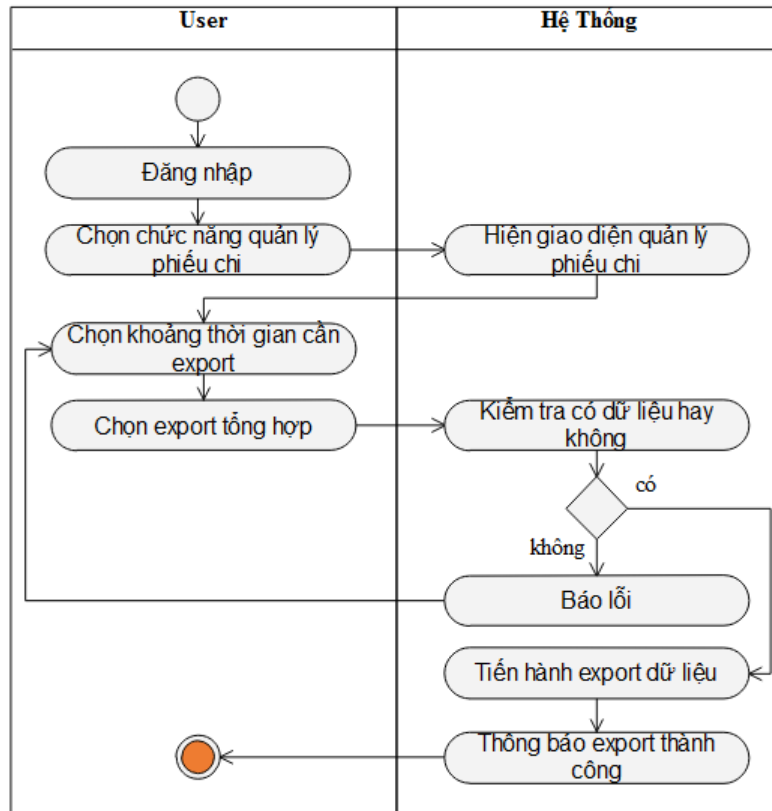 User
Hệ Thống
Đăng nhập
Chọn chức năng quản lý
phiếu chi
Hiện giao diện quản lý
phiếu chi
Chọn khoảng thời gian cần
export
Chọn export tổng hợp
Kiểm tra có dữ liệu hay
không
có
không
Báo lỗi
Tiến hành export dữ liệu
Thông báo export thành
công